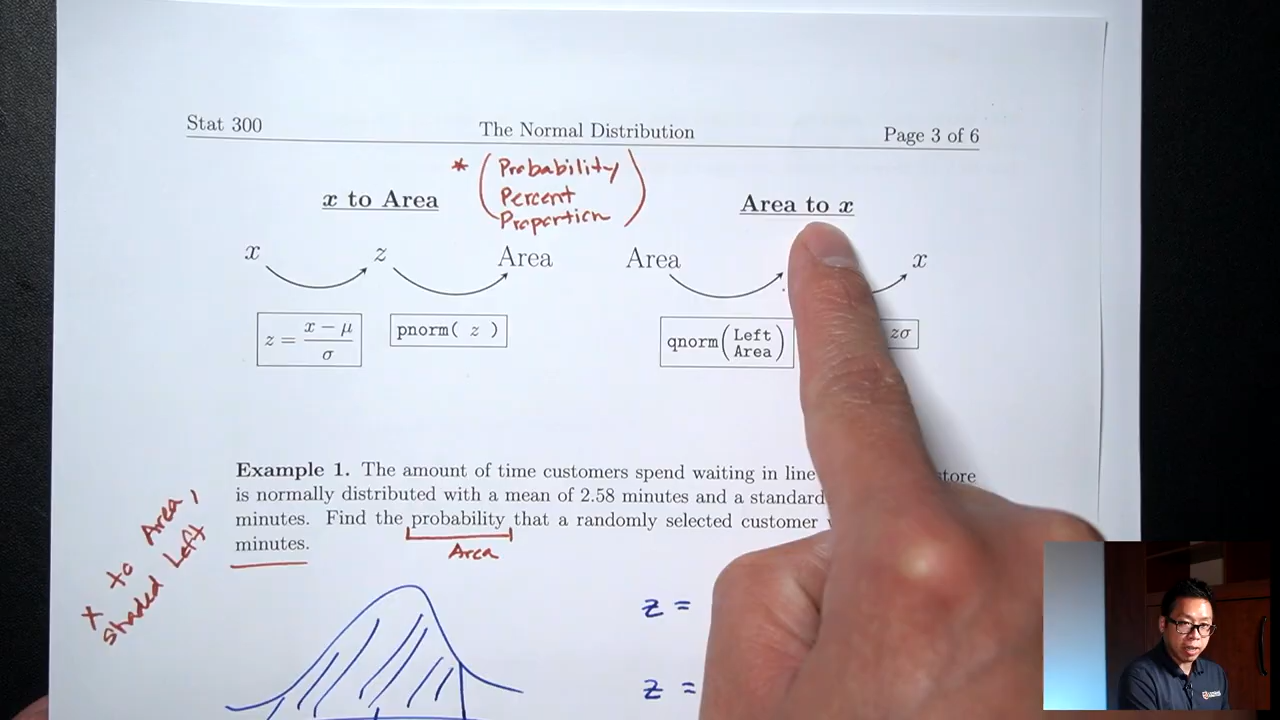 Stat 300
The Normal Distribution
Page 3 of 6
* (Probability
Percent
Proportion)
x to Area
x
z
Area
z = x − μ / σ
pnorm( z )
Area to x
Area
x
qnorm(Left
Area)
zσ
Example 1. The amount of time customers spend waiting in line
tore
is normally distributed with a mean of 2.58 minutes and a standard
minutes. Find the probability that a randomly selected customer
minutes.
Area
x to Area,
shaded Left
z =
z =